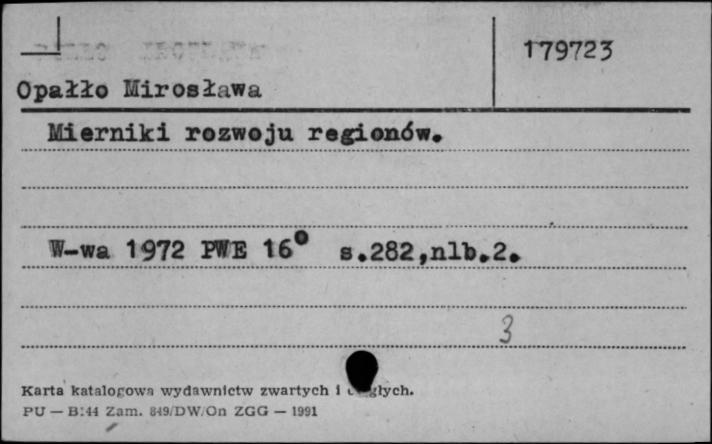 179723
Opałło Mirosława
Mierniki rozwoju regionów.
W-wa 1972 PWE 16° s.282,nlb.2.
3
Karta katalogowa wydawnictw zwartych i
PU — B:44 Zam. 849/DW/On ZGG — 1991